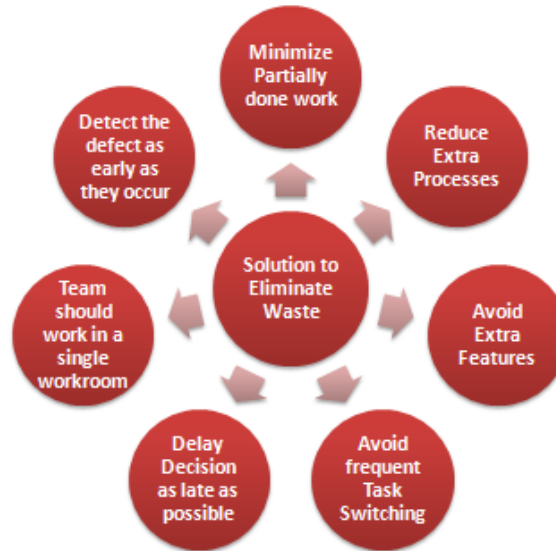 Minimize
Partially
done work
Reduce
Extra
Processes
Avoid
Extra
Features
Avoid
frequent
Task
Switching
Delay
Decision
as late as
possible
Team
should
work in a
single
workroom
Detect the
defect as
early as
they occur
Solution to
Eliminate
Waste